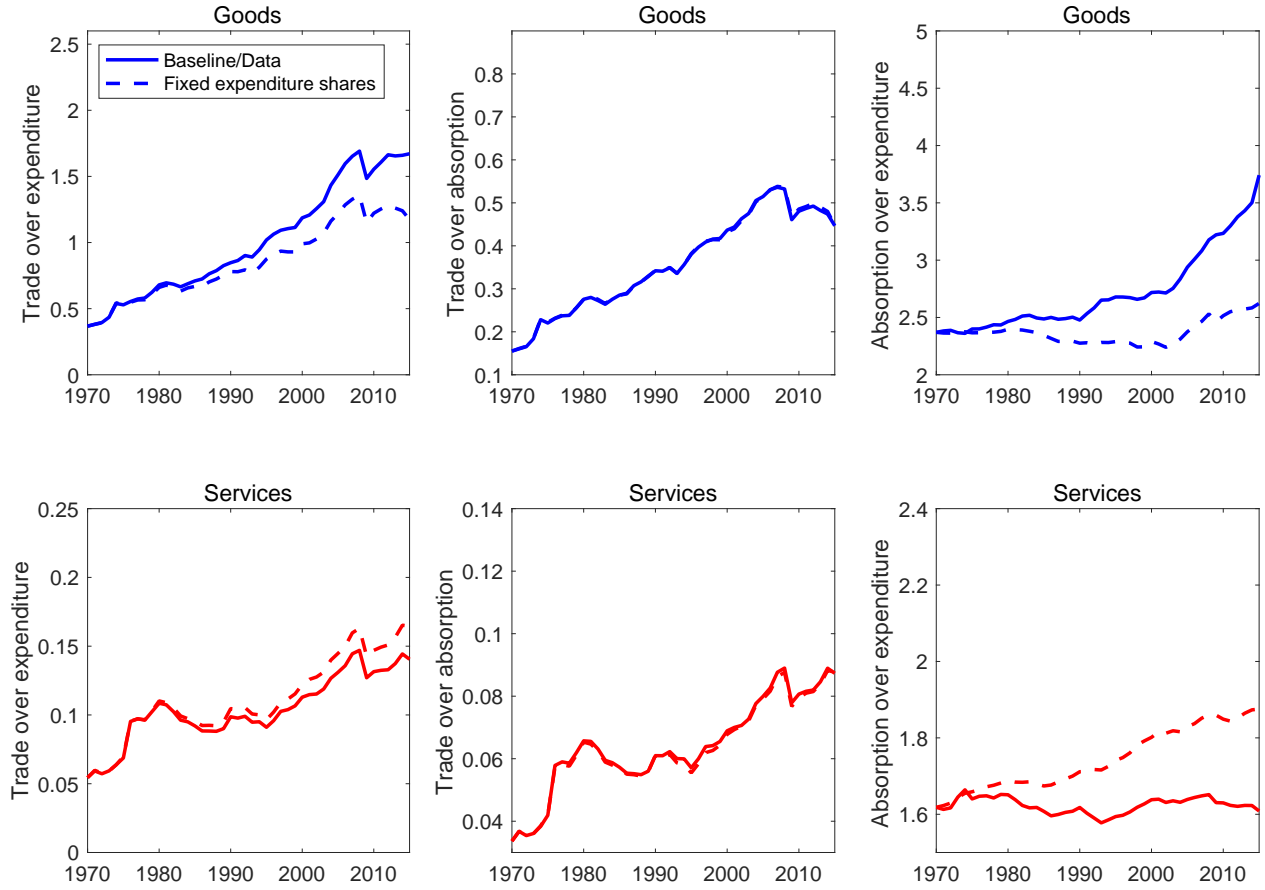 Goods
Goods
Goods
Trade over expenditure
2.5
2
1.5
1
0.5
0
Baseline/Data
Fixed expenditure shares
1970 1980 1990 2000 2010
Trade over absorption
0.8
0.7
0.6
0.5
0.4
0.3
0.2
0.1
1970 1980 1990 2000 2010
Absorption over expenditure
5
4.5
4
3.5
3
2.5
2
1970 1980 1990 2000 2010
Services
Services
Services
Trade over expenditure
0.25
0.2
0.15
0.1
0.05
0
1970 1980 1990 2000 2010
Trade over absorption
0.14
0.12
0.1
0.08
0.06
0.04
1970 1980 1990 2000 2010
Absorption over expenditure
2.4
2.2
2
1.8
1.6
1970 1980 1990 2000 2010